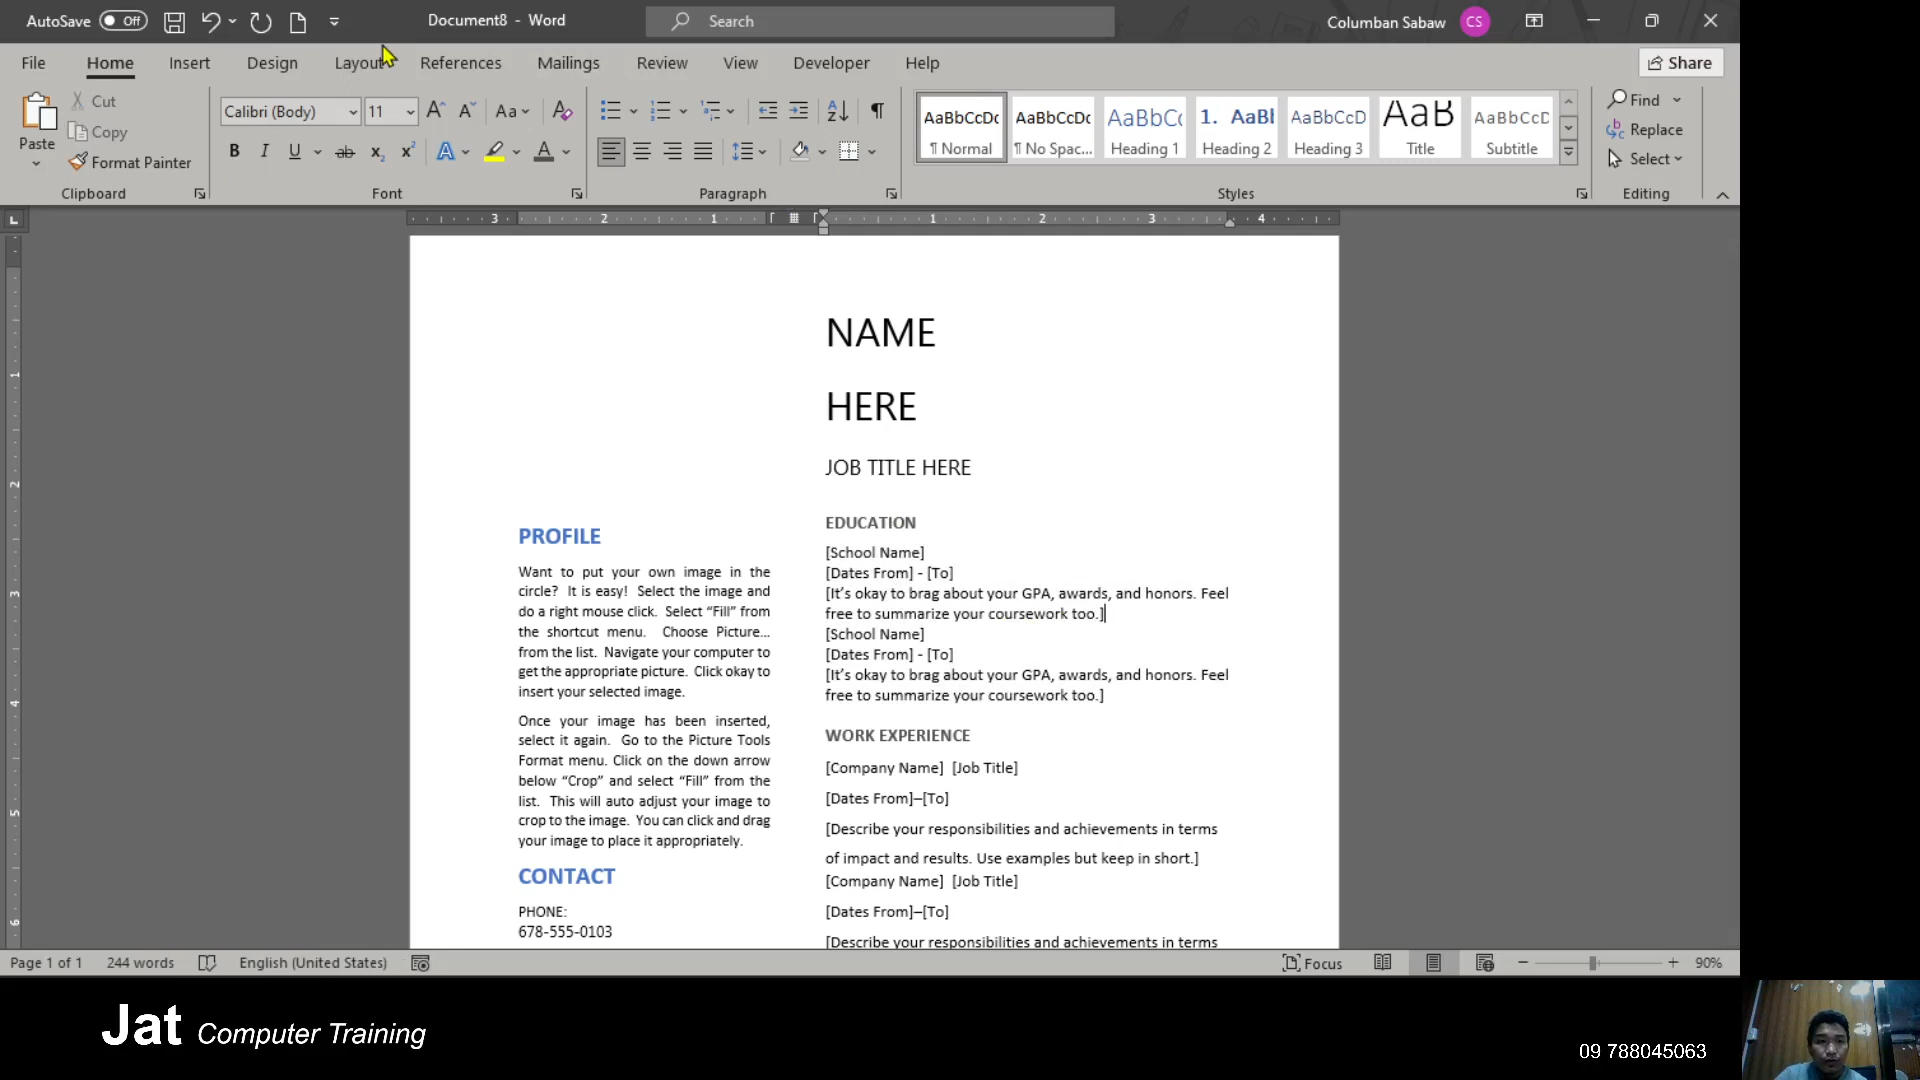 AutoSave Off
Document8 - Word
Search
Columban Sabaw CS
File Home Insert Design Layout References Mailings Review View Developer Help Share
Paste
Cut
Copy
Format Painter
Clipboard
Calibri (Body) 11
Font
Paragraph
AaBbCcDc AaBbCcDc AaBbCc 1. AaBl AaBbCcD AaB AaBbCcD
¶ Normal ¶ No Spac... Heading 1 Heading 2 Heading 3 Title Subtitle
Styles
Find
Replace
Select
Editing
3 2 1 1 2 3 4
1
2
3
4
5
6
NAME
HERE
JOB TITLE HERE
PROFILE
Want to put your own image in the
circle? It is easy! Select the image and
do a right mouse click. Select “Fill” from
the shortcut menu. Choose Picture...
from the list. Navigate your computer to
get the appropriate picture. Click okay to
insert your selected image.
Once your image has been inserted,
select it again. Go to the Picture Tools
Format menu. Click on the down arrow
below “Crop” and select “Fill” from the
list. This will auto adjust your image to
crop to the image. You can click and drag
your image to place it appropriately.
CONTACT
PHONE:
678-555-0103
EDUCATION
[School Name]
[Dates From] - [To]
[It’s okay to brag about your GPA, awards, and honors. Feel
free to summarize your coursework too.]
[School Name]
[Dates From] - [To]
[It’s okay to brag about your GPA, awards, and honors. Feel
free to summarize your coursework too.]
WORK EXPERIENCE
[Company Name] [Job Title]
[Dates From]–[To]
[Describe your responsibilities and achievements in terms
of impact and results. Use examples but keep in short.]
[Company Name] [Job Title]
[Dates From]–[To]
[Describe your responsibilities and achievements in terms
Page 1 of 1 244 words English (United States) Focus 90%
Jat Computer Training
09 788045063